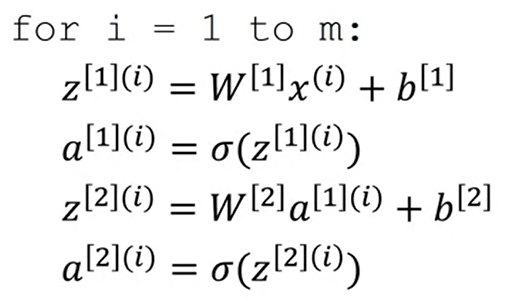 for i = 1 to m:
z^{[1](i)} = W^{[1]}x^{(i)} + b^{[1]}
a^{[1](i)} = σ(z^{[1](i)})
z^{[2](i)} = W^{[2]}a^{[1](i)} + b^{[2]}
a^{[2](i)} = σ(z^{[2](i)})